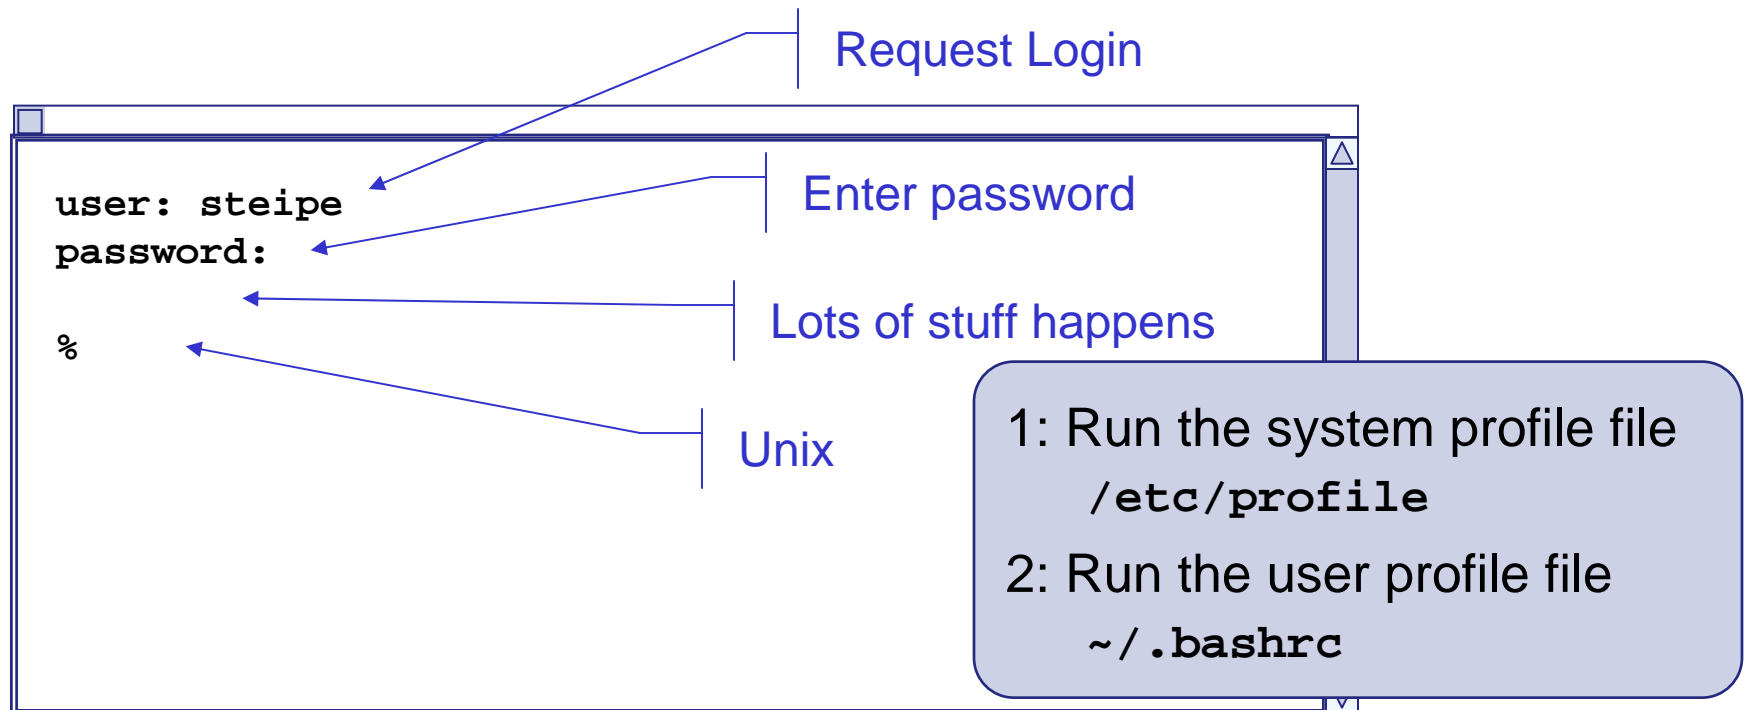 Request Login
user: steipe
Enter password
password:
Lots of stuff happens
%
Unix
1: Run the system profile file
/etc/profile
2: Run the user profile file
~/.bashrc